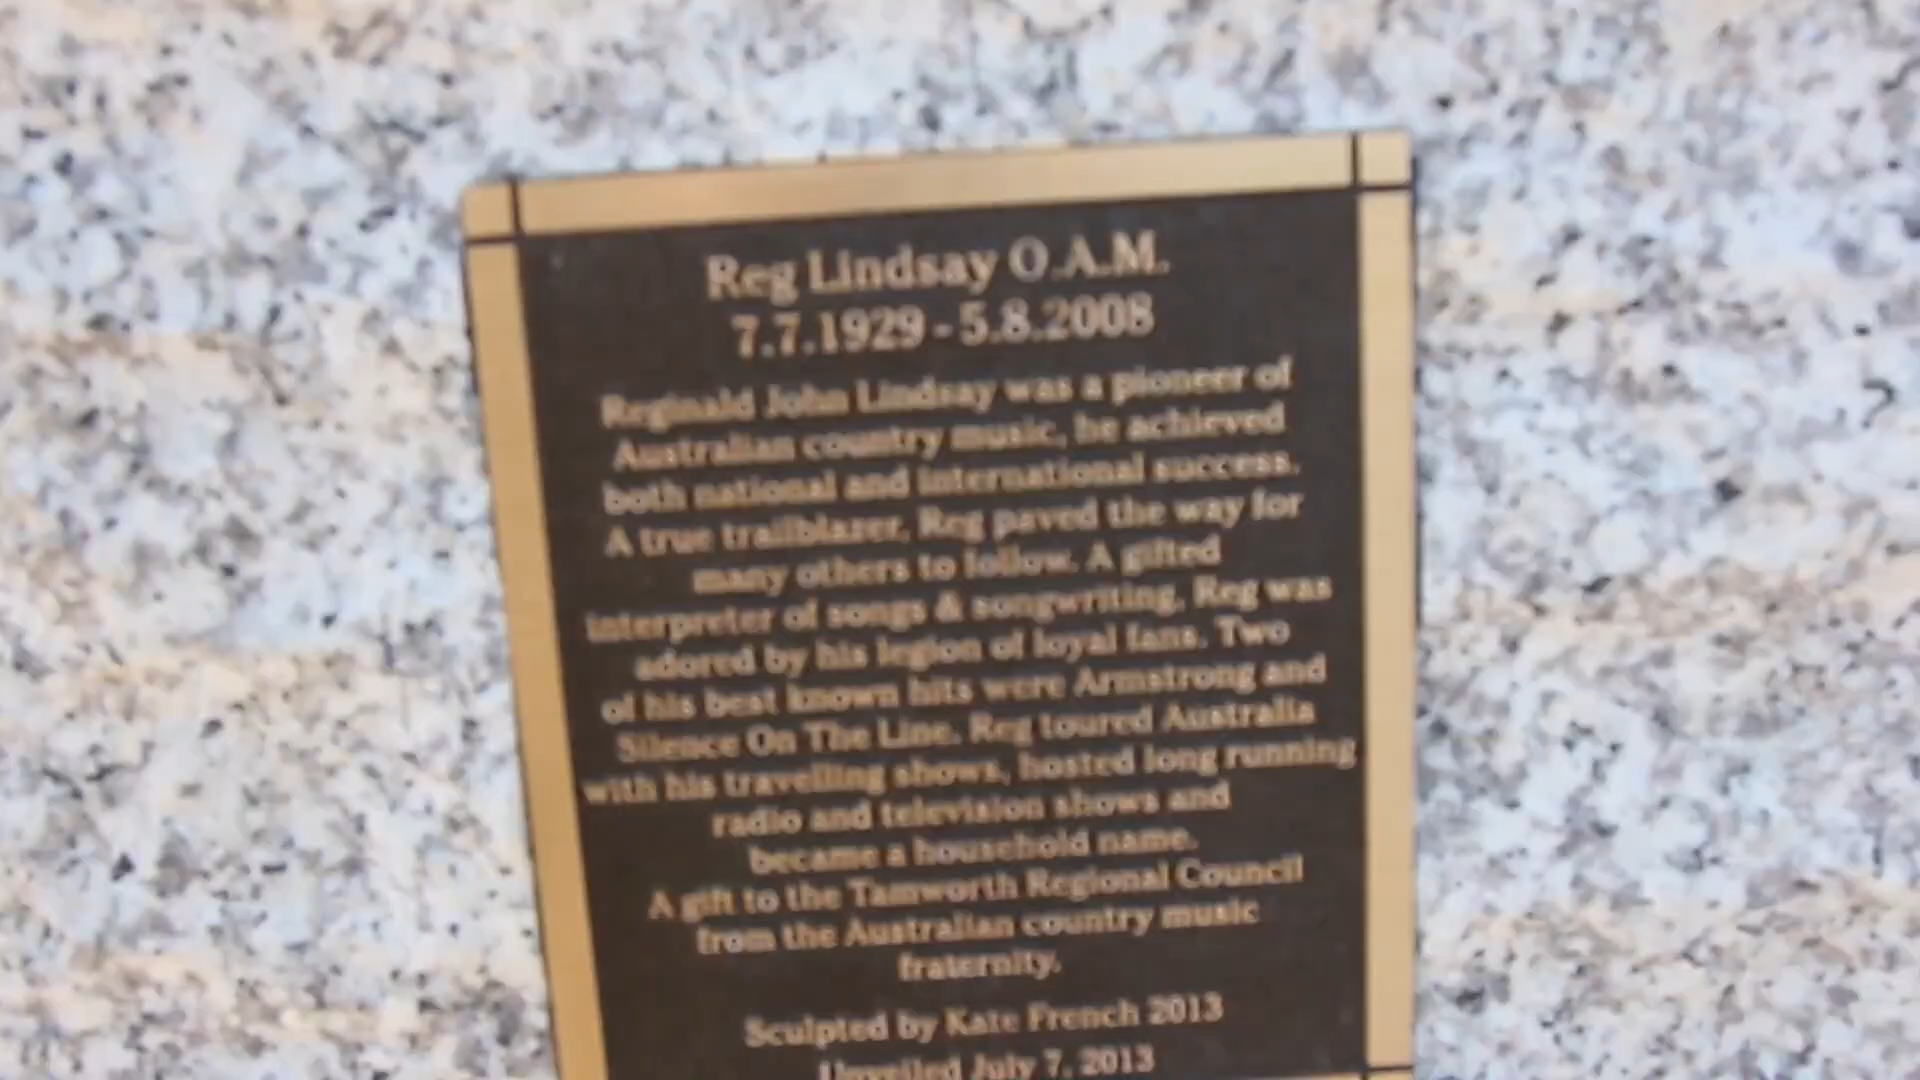 Reg Lindsay O.A.M.
7.7.1929 - 5.8.2008
Reginald John Lindsay was a pioneer of
Australian country music, he achieved
both national and international success.
A true trailblazer, Reg paved the way for
many others to follow. A gifted
interpreter of songs & songwriting, Reg was
adored by his legion of loyal fans. Two
of his best known hits were Armstrong and
Silence On The Line. Reg toured Australia
with his travelling shows, hosted long running
radio and television shows and
became a household name.
A gift to the Tamworth Regional Council
from the Australian country music
fraternity.
Sculpted by Kate French 2013
Unveiled July 7, 2013